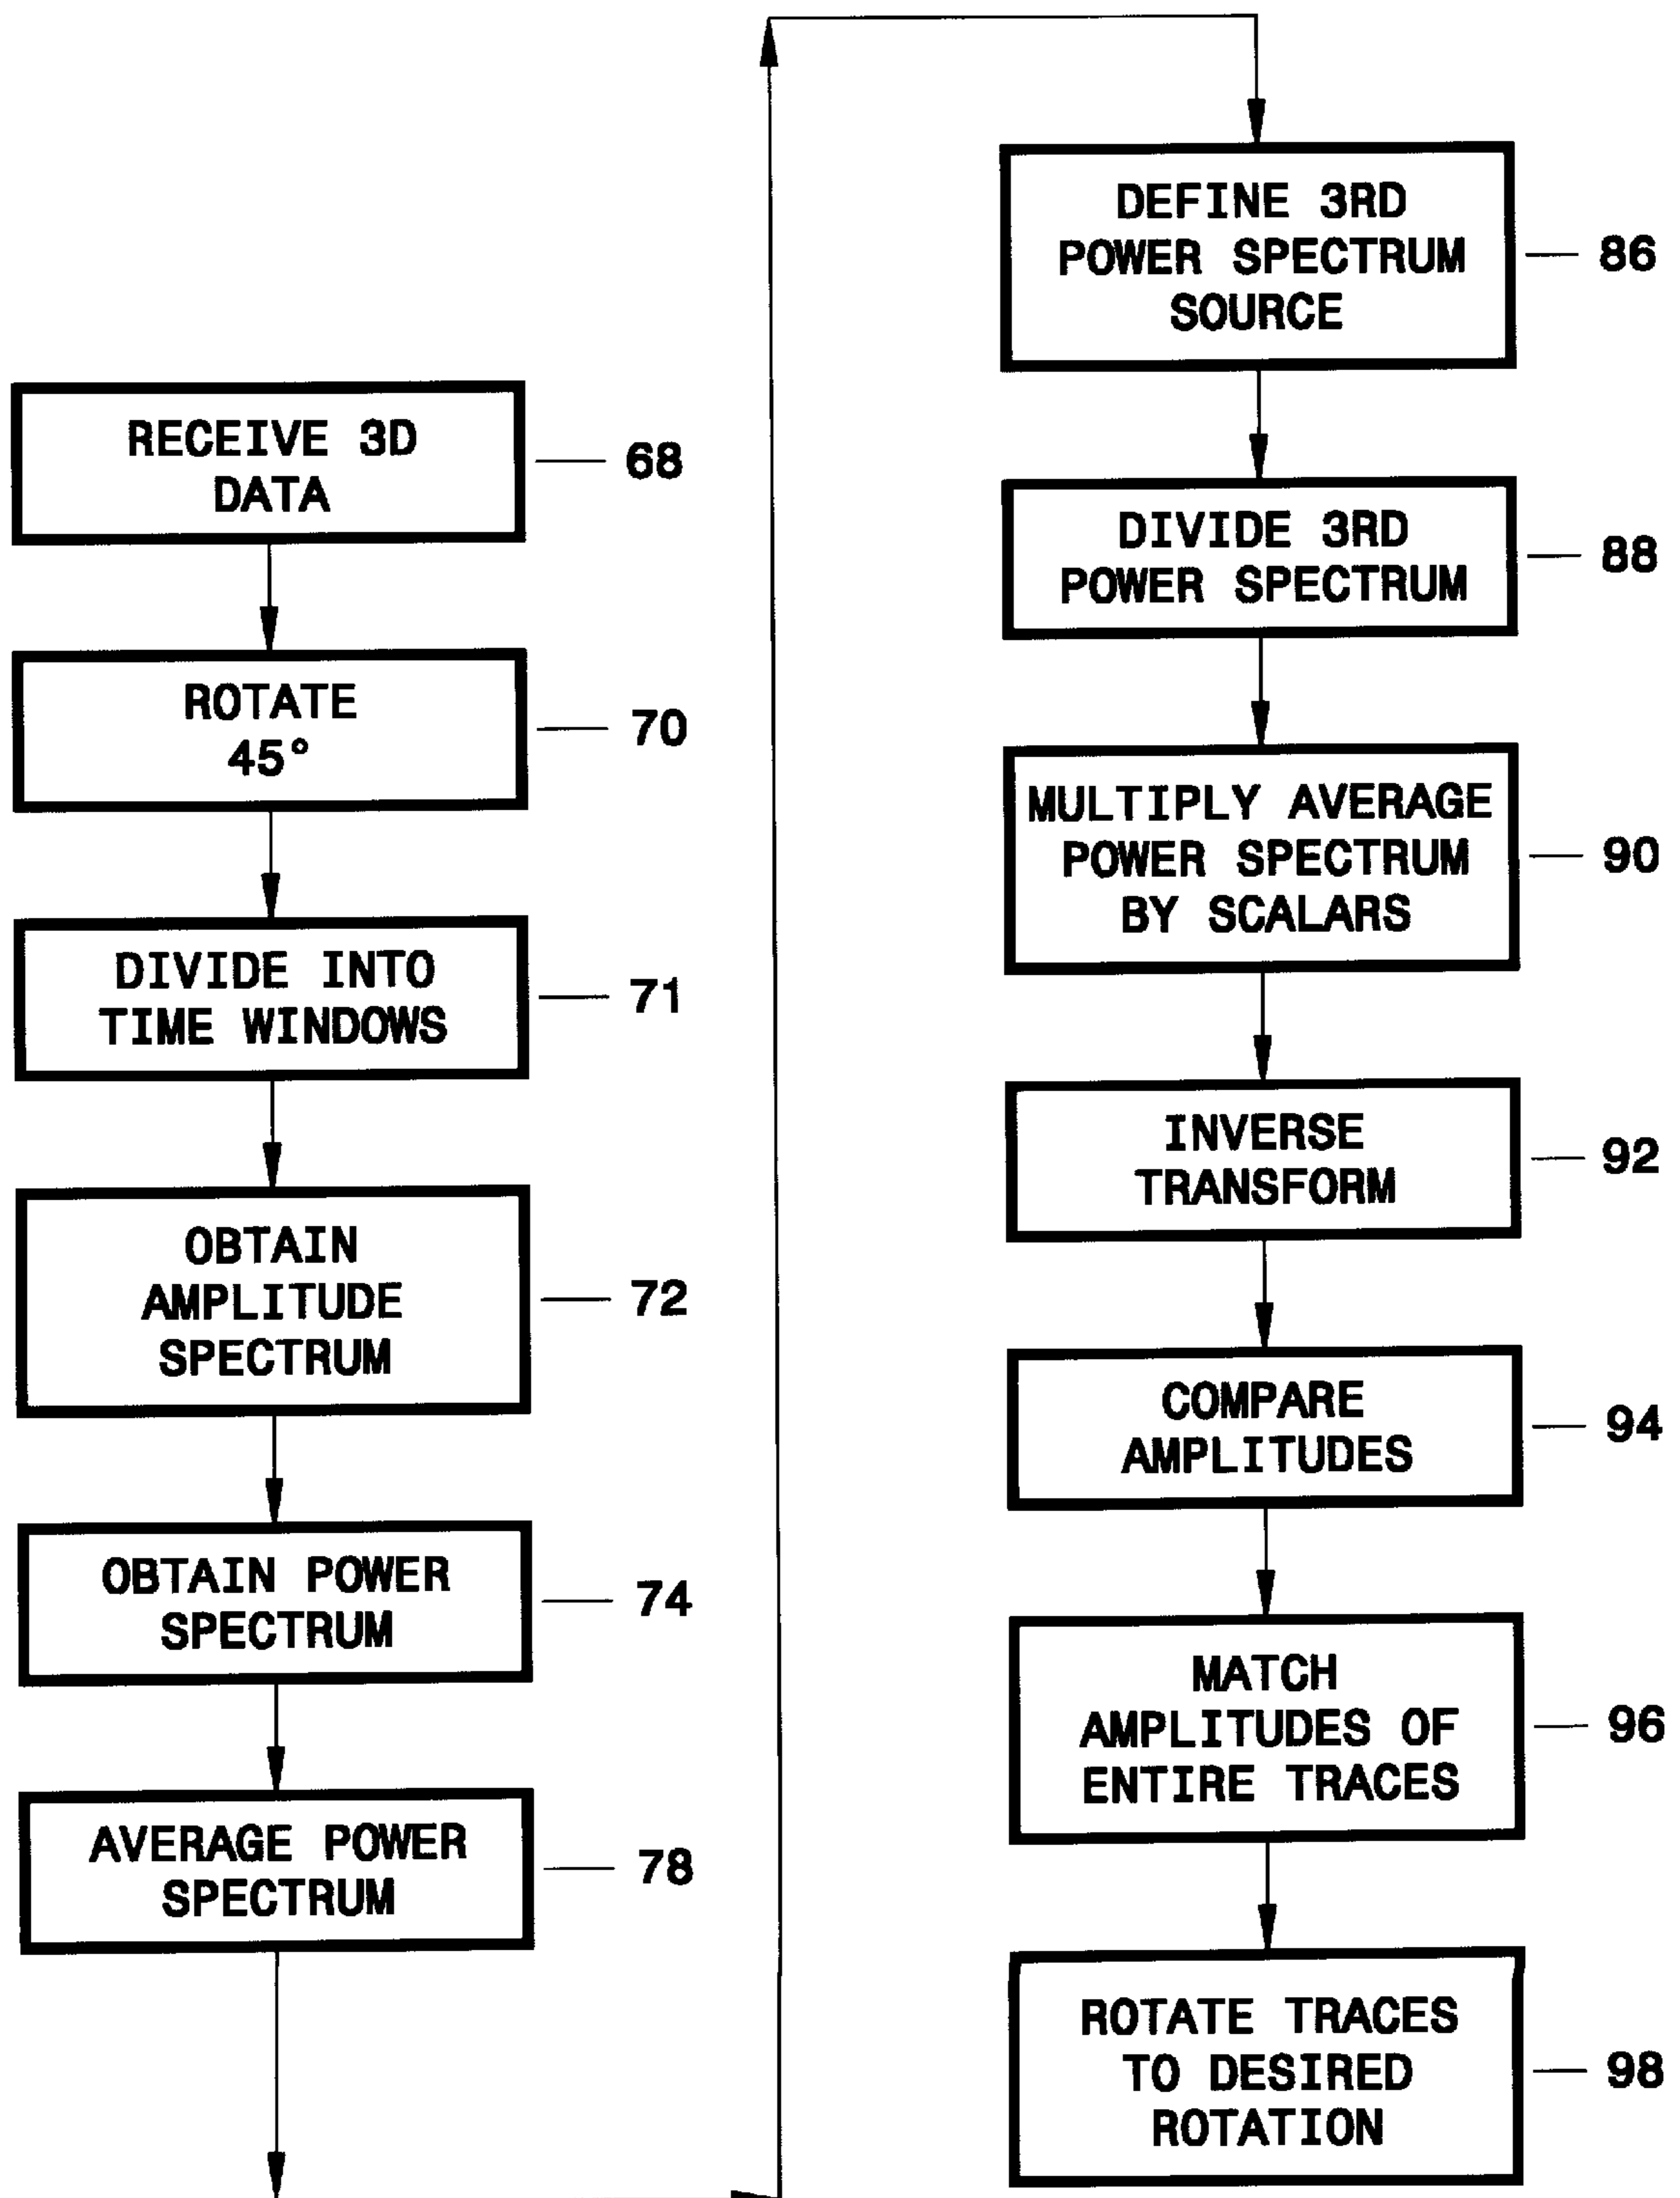 RECEIVE 3D
DATA
68
ROTATE
45°
70
DIVIDE INTO
TIME WINDOWS
71
OBTAIN
AMPLITUDE
SPECTRUM
72
OBTAIN POWER
SPECTRUM
74
AVERAGE POWER
SPECTRUM
78
DEFINE 3RD
POWER SPECTRUM
SOURCE
86
DIVIDE 3RD
POWER SPECTRUM
88
MULTIPLY AVERAGE
POWER SPECTRUM
BY SCALARS
90
INVERSE
TRANSFORM
92
COMPARE
AMPLITUDES
94
MATCH
AMPLITUDES OF
ENTIRE TRACES
96
ROTATE TRACES
TO DESIRED
ROTATION
98